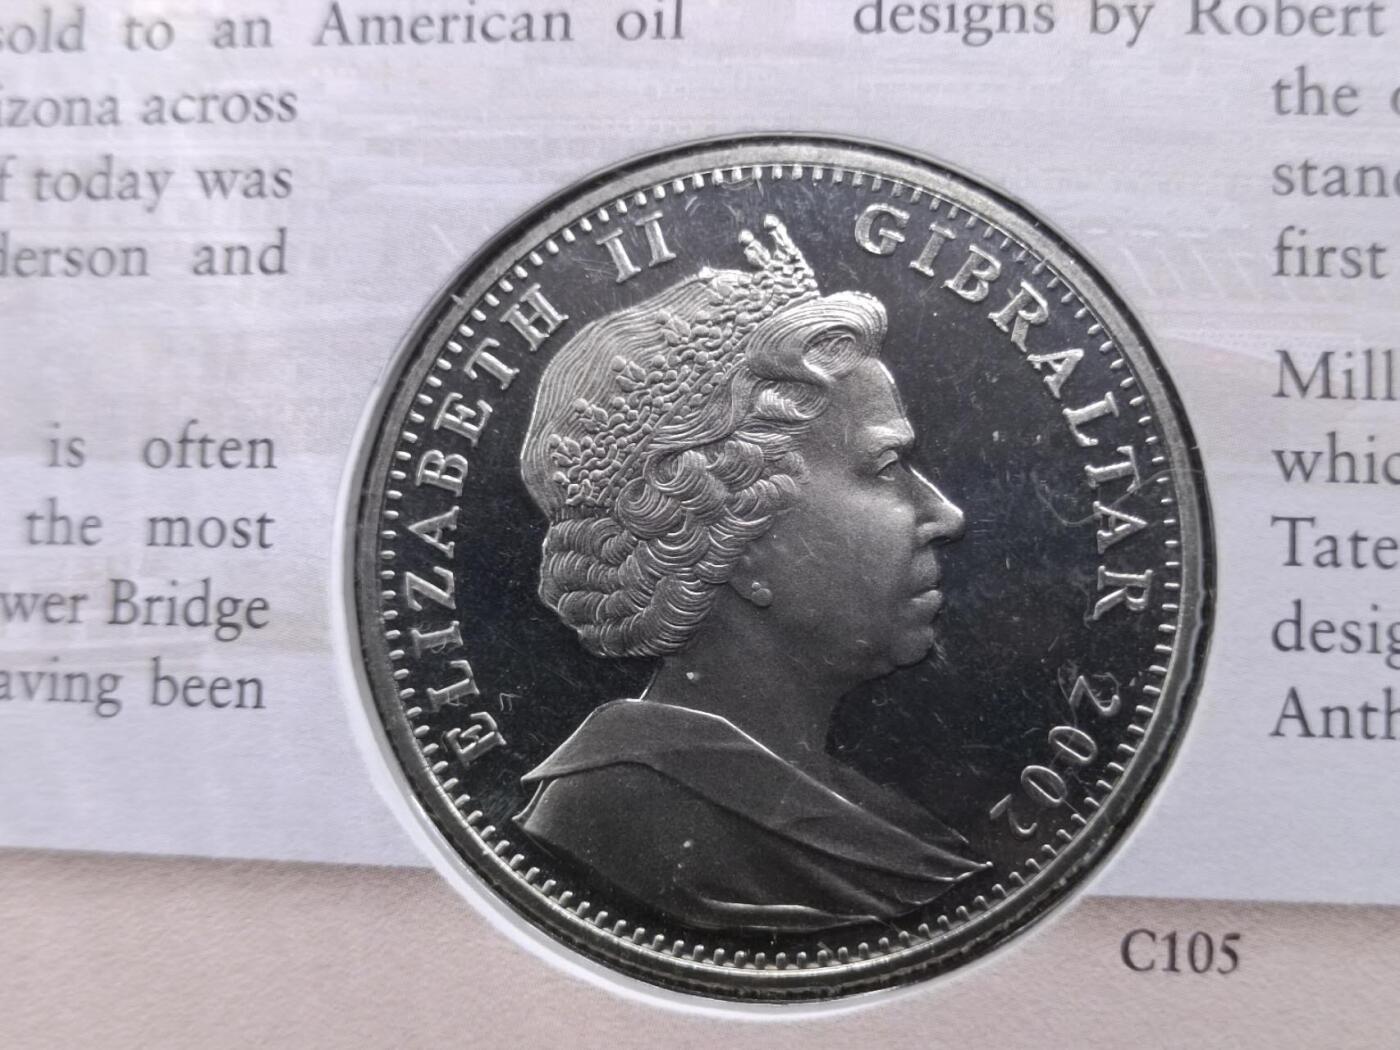 sold to an American oil
izona across
f today was
derson and
is often
the most
wer Bridge
aving been
designs by Robert
the
stand
first
Mill
whic
Tate
desig
Anth
ELIZABETH II GIBRALTAR 2002
C105